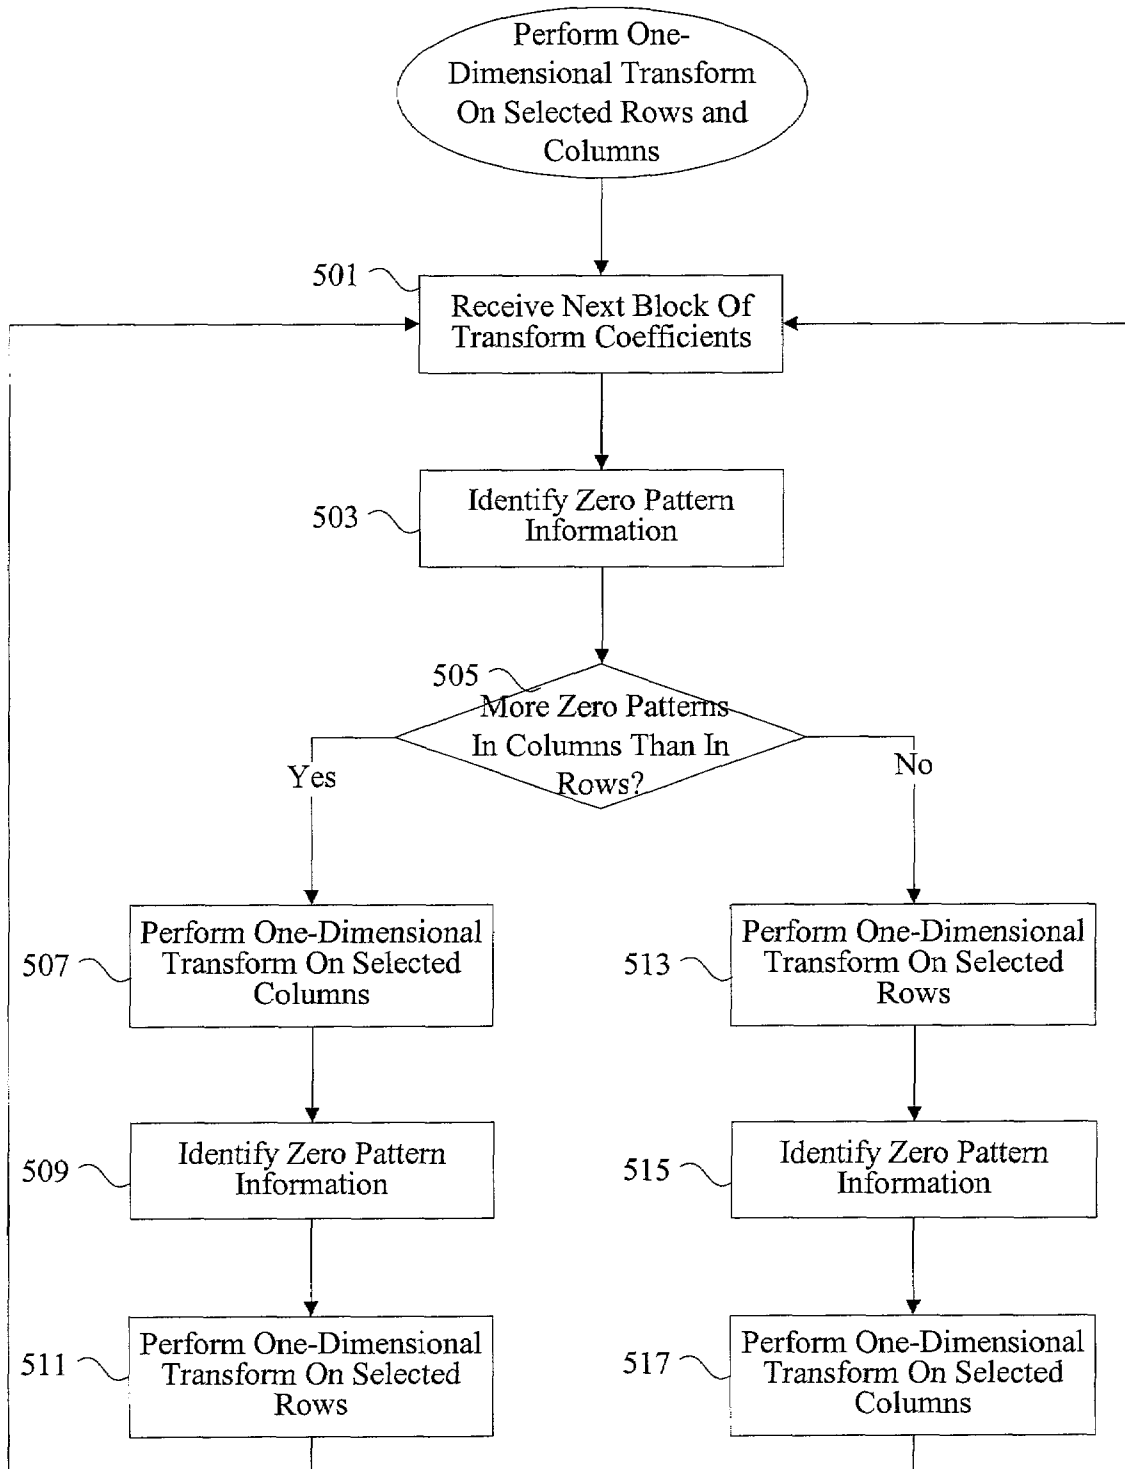 Perform One-
Dimensional Transform
On Selected Rows and
Columns
501
Receive Next Block Of
Transform Coefficients
503
Identify Zero Pattern
Information
505
More Zero Patterns
In Columns Than In
Rows?
Yes
No
507
Perform One-Dimensional
Transform On Selected
Columns
513
Perform One-Dimensional
Transform On Selected
Rows
509
Identify Zero Pattern
Information
515
Identify Zero Pattern
Information
511
Perform One-Dimensional
Transform On Selected
Rows
517
Perform One-Dimensional
Transform On Selected
Columns